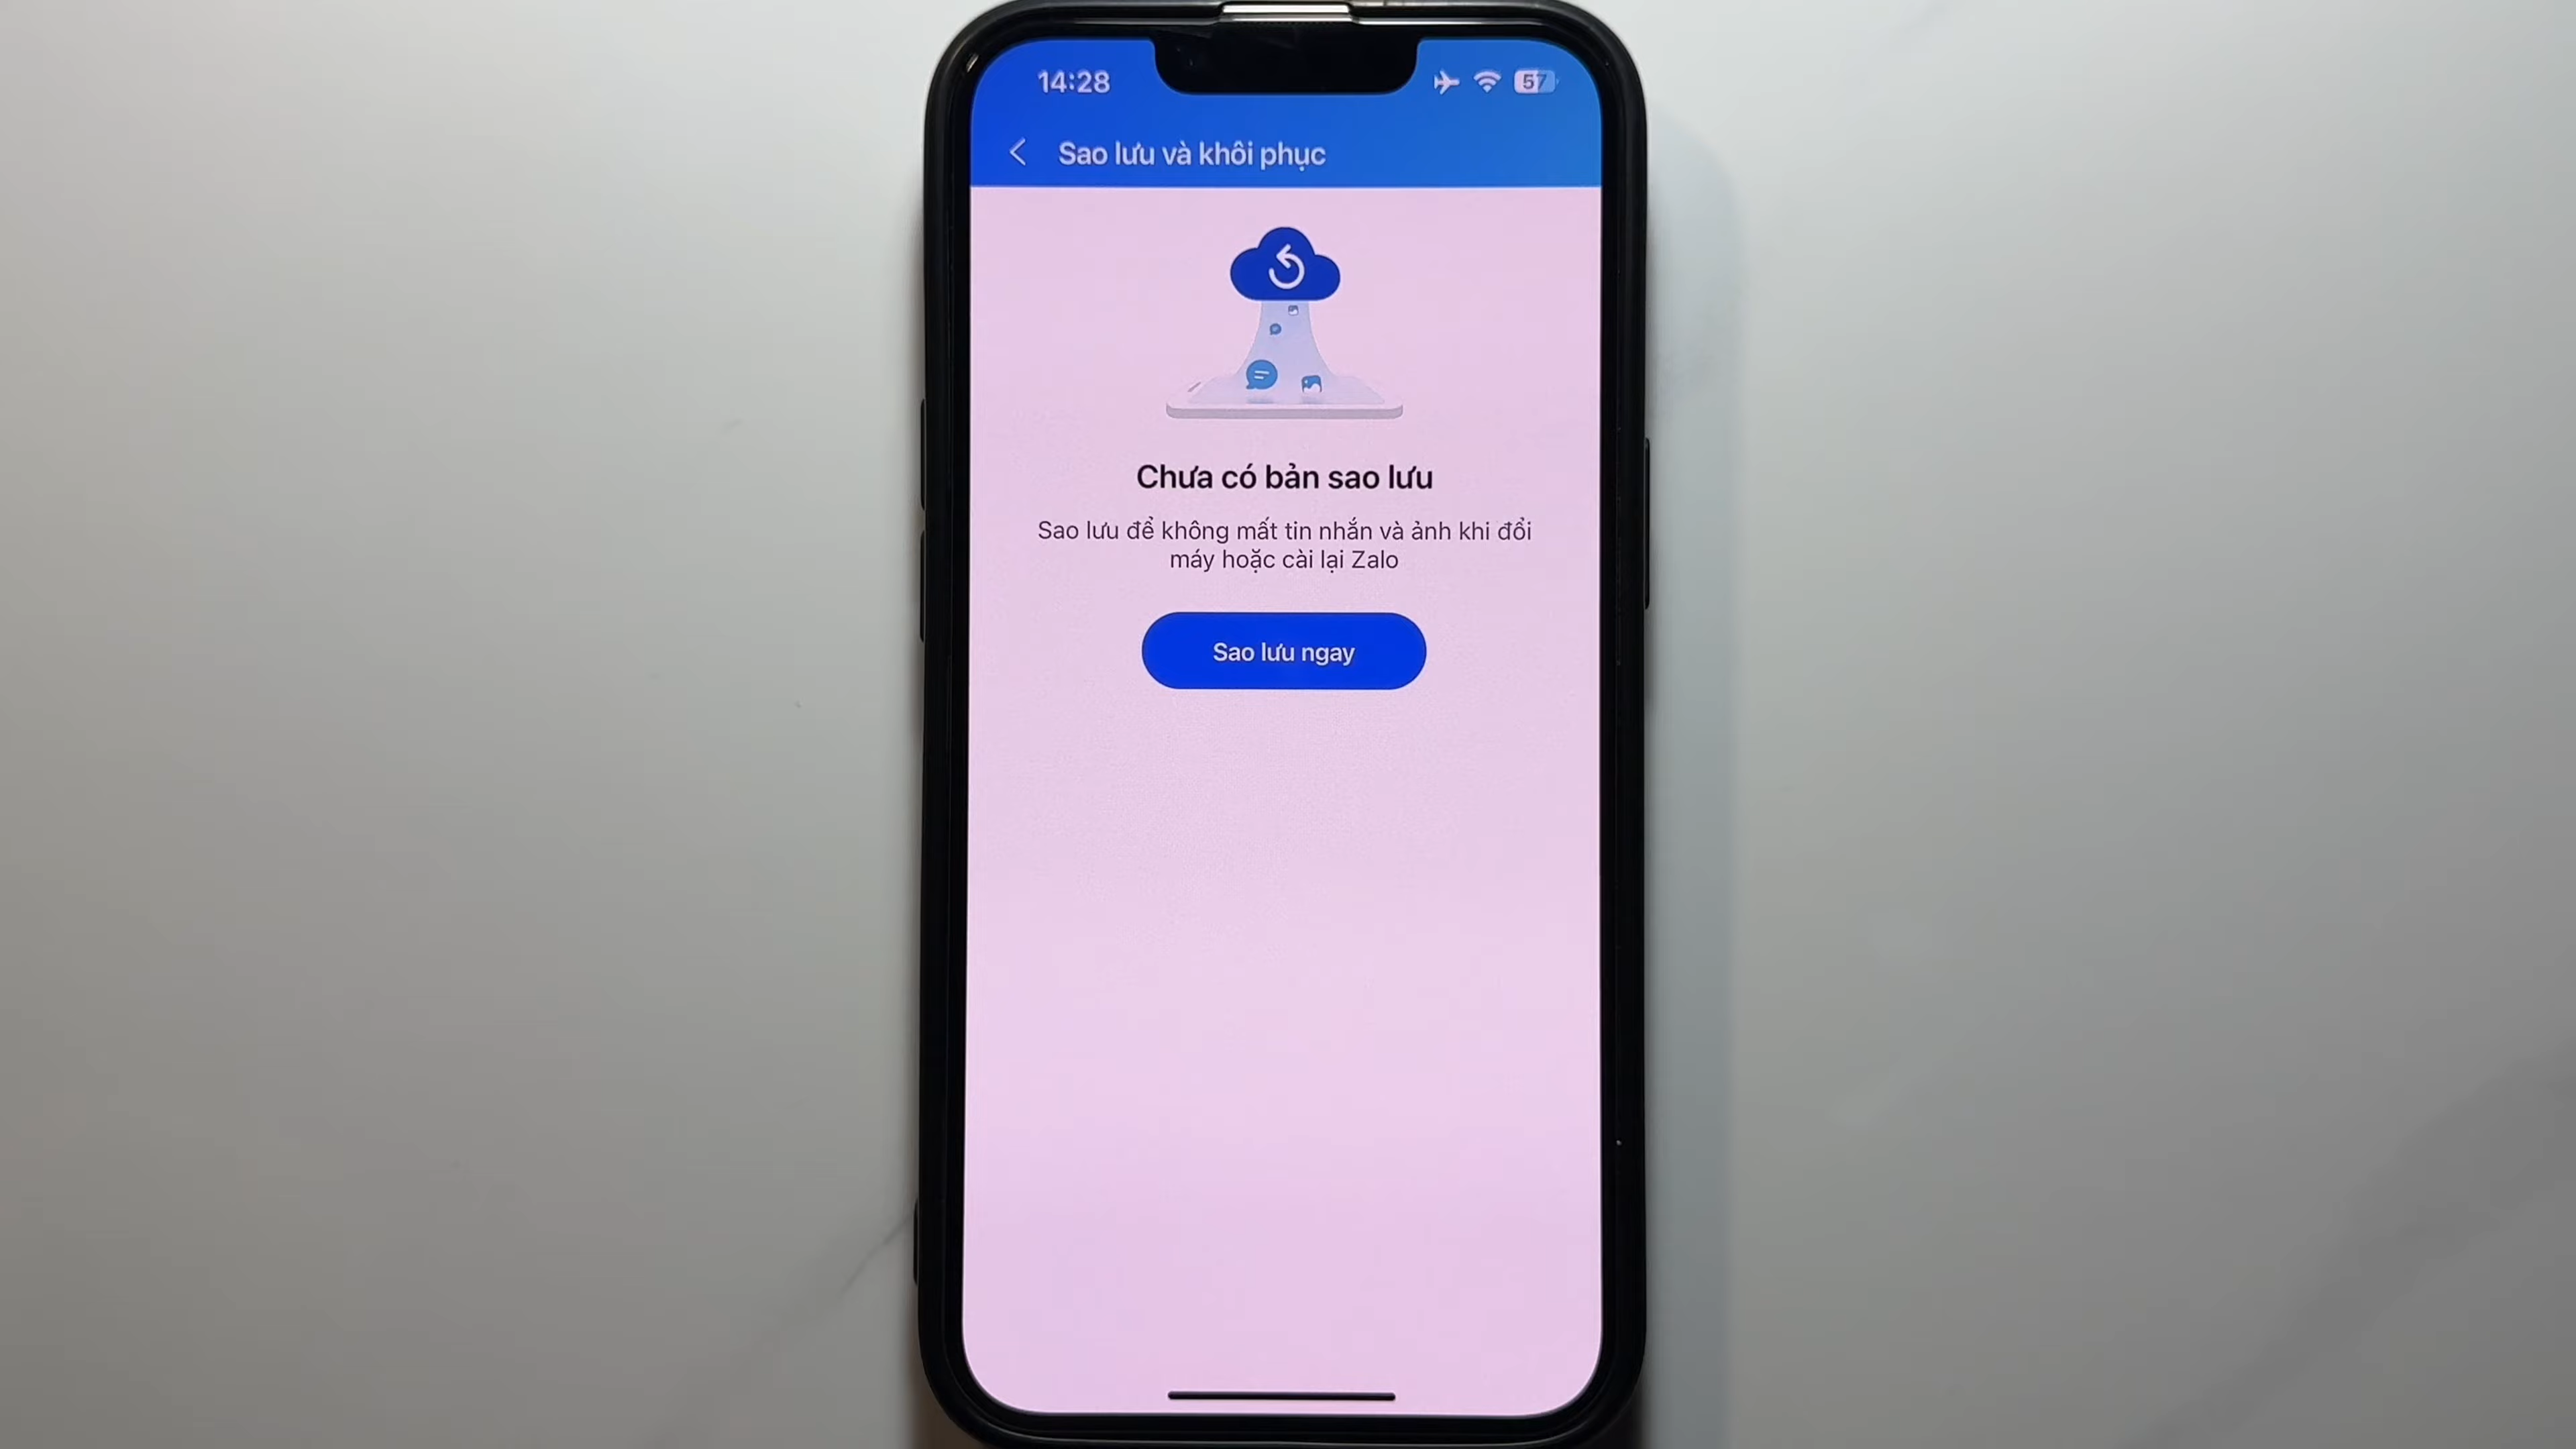 14:28
57
Sao lưu và khôi phục
Chưa có bản sao lưu
Sao lưu để không mất tin nhắn và ảnh khi đổi
máy hoặc cài lại Zalo
Sao lưu ngay